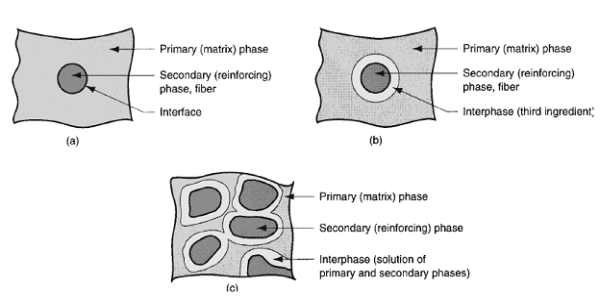 Primary (matrix) phase
Secondary (reinforcing)
phase, fiber
Interface
(a)
Primary (matrix) phase
Secondary (reinforcing)
phase, fiber
Interphase (third ingredient)
(b)
Primary (matrix) phase
Secondary (reinforcing) phase
Interphase (solution of
primary and secondary phases)
(c)